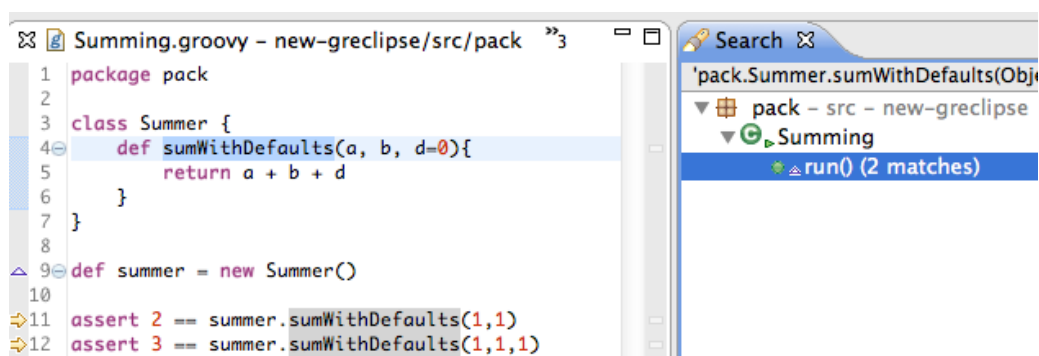 Summing.groovy – new-greclipse/src/pack »3
1 package pack
2
3 class Summer {
4 def sumWithDefaults(a, b, d=0){
5 return a + b + d
6 }
7 }
8
9 def summer = new Summer()
10
11 assert 2 == summer.sumWithDefaults(1,1)
12 assert 3 == summer.sumWithDefaults(1,1,1)
Search
'pack.Summer.sumWithDefaults(Obje
pack – src – new-greclipse
Summing
run() (2 matches)